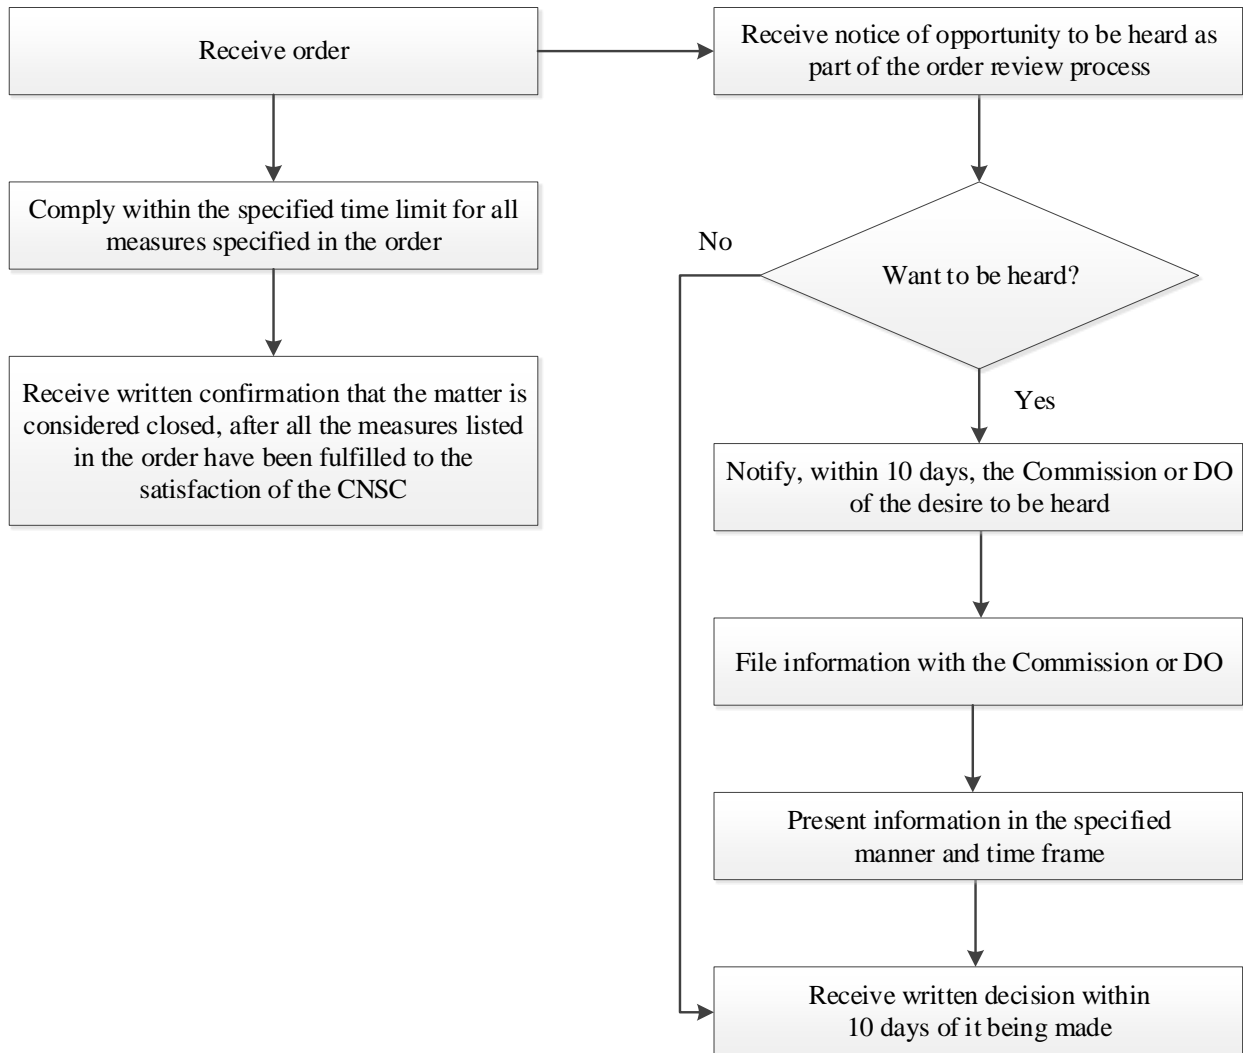 Receive order
Receive notice of opportunity to be heard as
part of the order review process
Comply within the specified time limit for all
measures specified in the order
No
Want to be heard?
Receive written confirmation that the matter is
considered closed, after all the measures listed
in the order have been fulfilled to the
satisfaction of the CNSC
Yes
Notify, within 10 days, the Commission or DO
of the desire to be heard
File information with the Commission or DO
Present information in the specified
manner and time frame
Receive written decision within
10 days of it being made